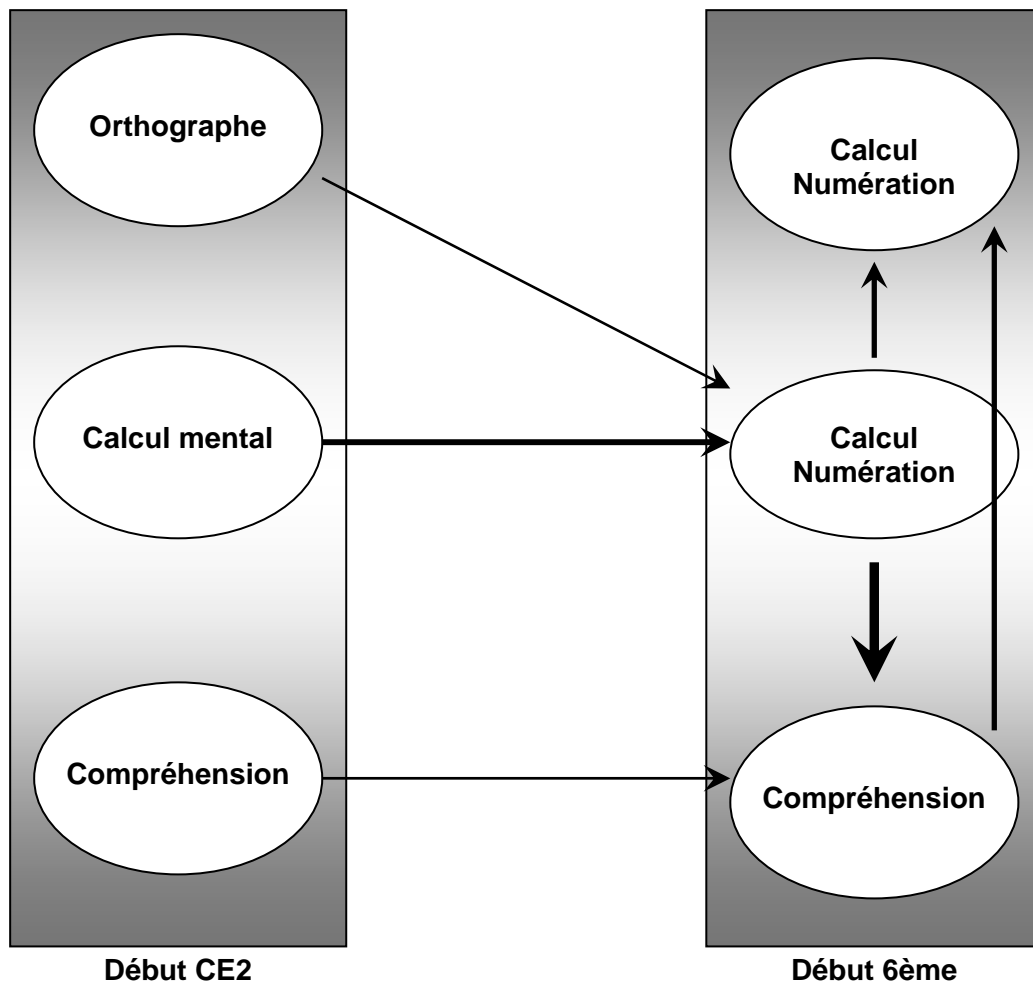 Orthographe
Calcul mental
Compréhension
Début CE2
Calcul
Numération
Calcul
Numération
Compréhension
Début 6ème